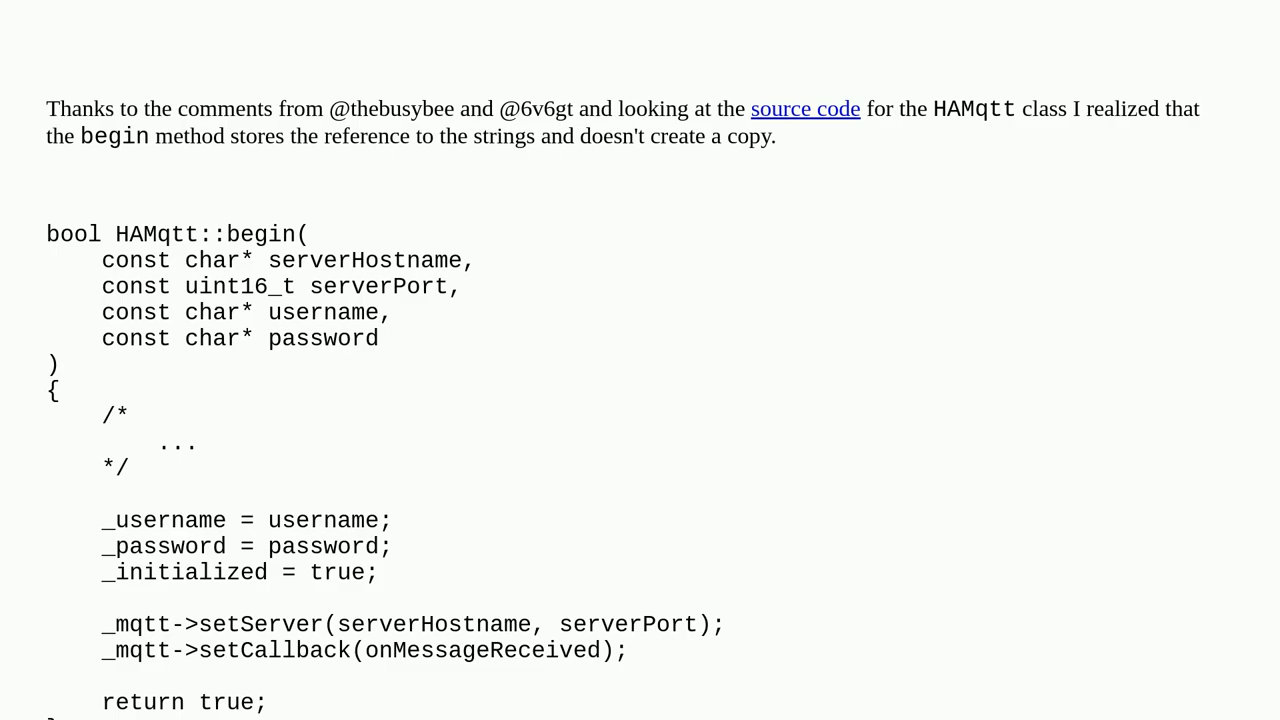 Thanks to the comments from @thebusybee and @6v6gt and looking at the source code for the HAMqtt class I realized that
the begin method stores the reference to the strings and doesn't create a copy.
bool HAMqtt::begin(
    const char* serverHostname,
    const uint16_t serverPort,
    const char* username,
    const char* password
)
{
    /*
        ...
    */
    _username = username;
    _password = password;
    _initialized = true;
    _mqtt->setServer(serverHostname, serverPort);
    _mqtt->setCallback(onMessageReceived);
    return true;